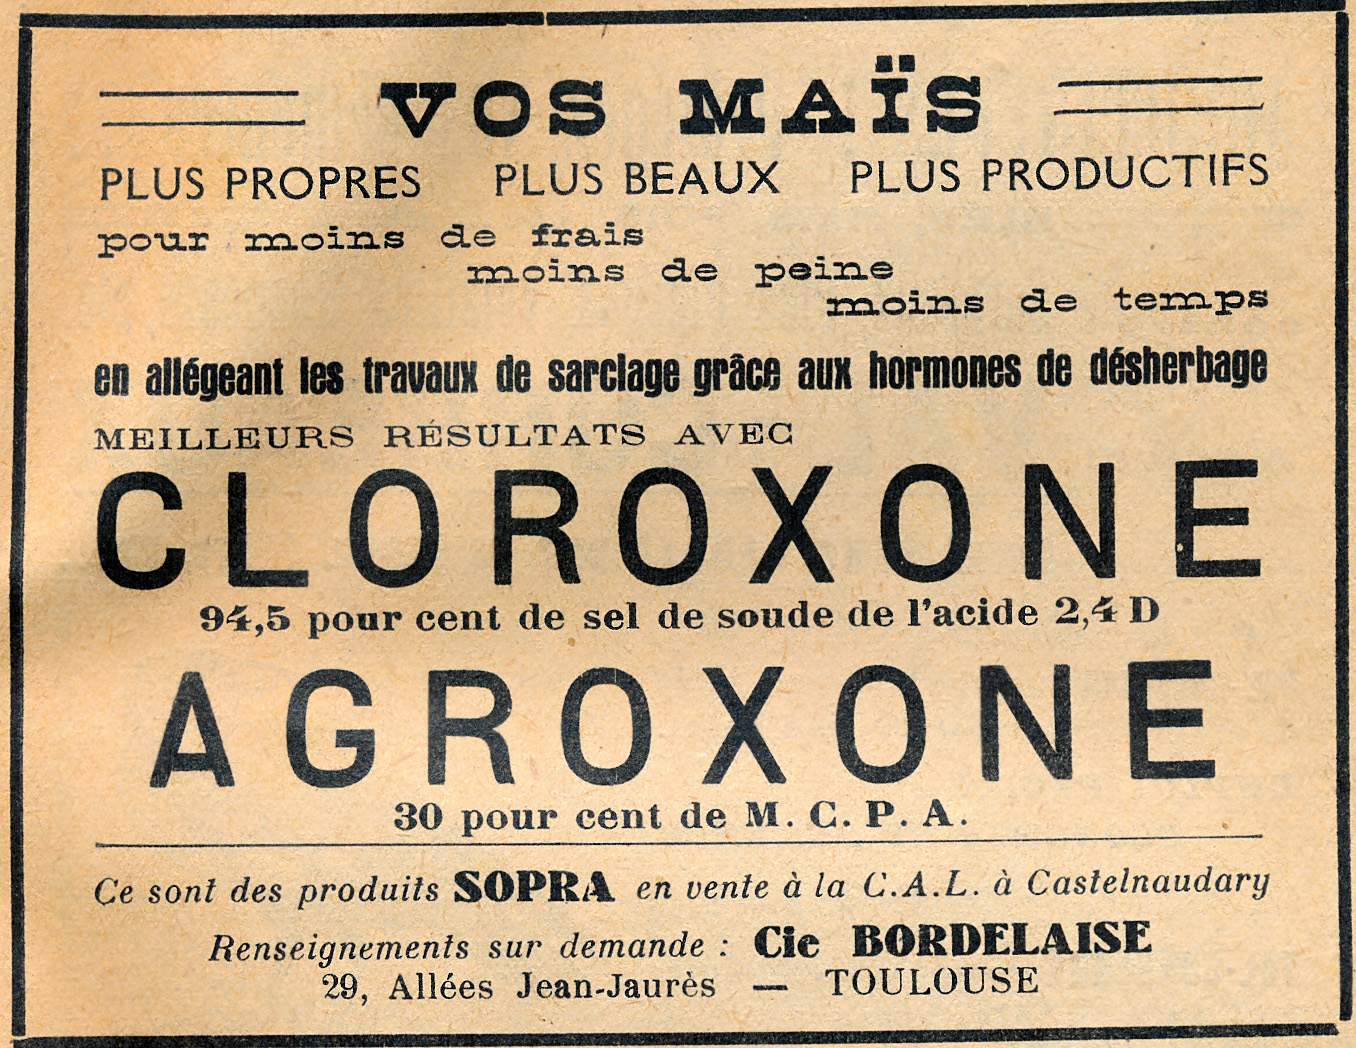 VOS MAÏS
PLUS PROPRES PLUS BEAUX PLUS PRODUCTIFS
pour moins de frais
moins de peine
moins de temps
en allégeant les travaux de sarclage grâce aux hormones de désherbage
MEILLEURS RÉSULTATS AVEC
CLOROXONE
94,5 pour cent de sel de soude de l'acide 2,4 D
AGROXONE
30 pour cent de M. C. P. A.
Ce sont des produits SOPRA en vente à la C.A.L. à Castelnaudary
Renseignements sur demande : Cie BORDELAISE
29, Allées Jean-Jaurès — TOULOUSE